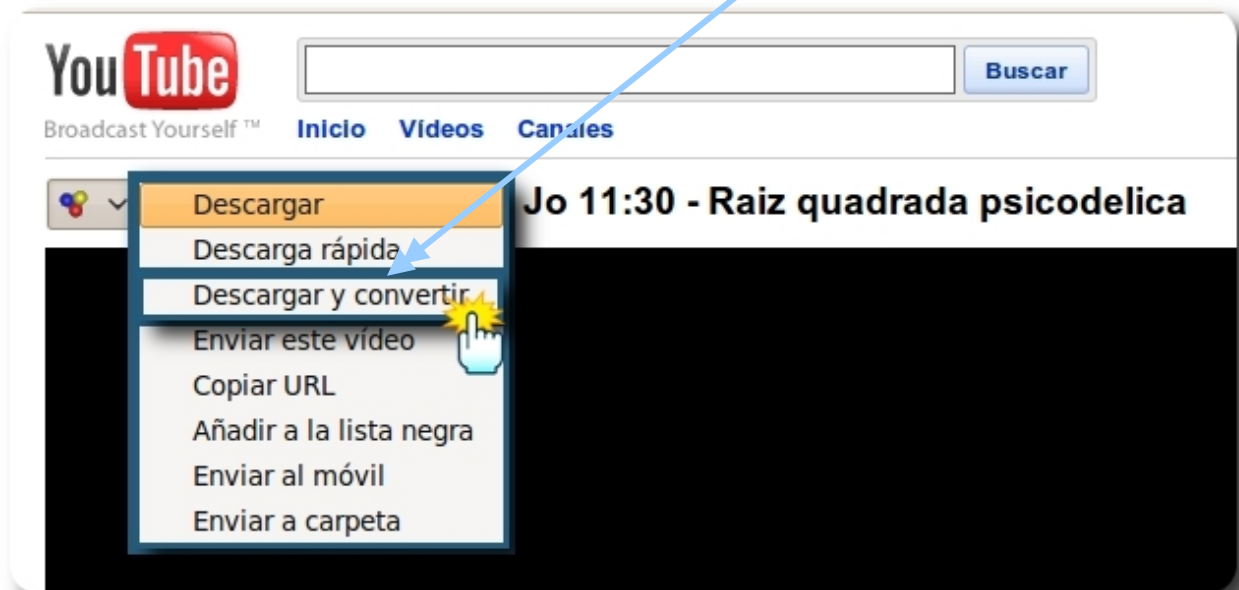 You Tube
Buscar
Broadcast Yourself ™ Inicio Vídeos Canales
Jo 11:30 - Raiz quadrada psicodelica
Descargar
Descarga rápida
Descargar y convertir
Enviar este vídeo
Copiar URL
Añadir a la lista negra
Enviar al móvil
Enviar a carpeta